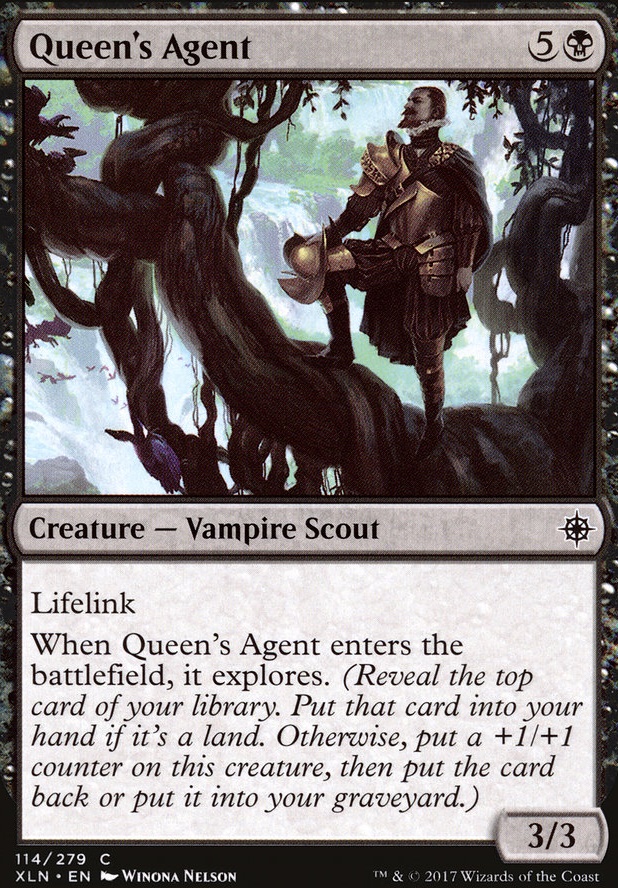 Queen's Agent 5
Creature — Vampire Scout
Lifelink
When Queen's Agent enters the
battlefield, it explores. (Reveal the top
card of your library. Put that card into your
hand if it's a land. Otherwise, put a +1/+1
counter on this creature, then put the card
back or put it into your graveyard.)
3/3
114/279 C
XLN • EN Winona Nelson
™ & © 2017 Wizards of the Coast